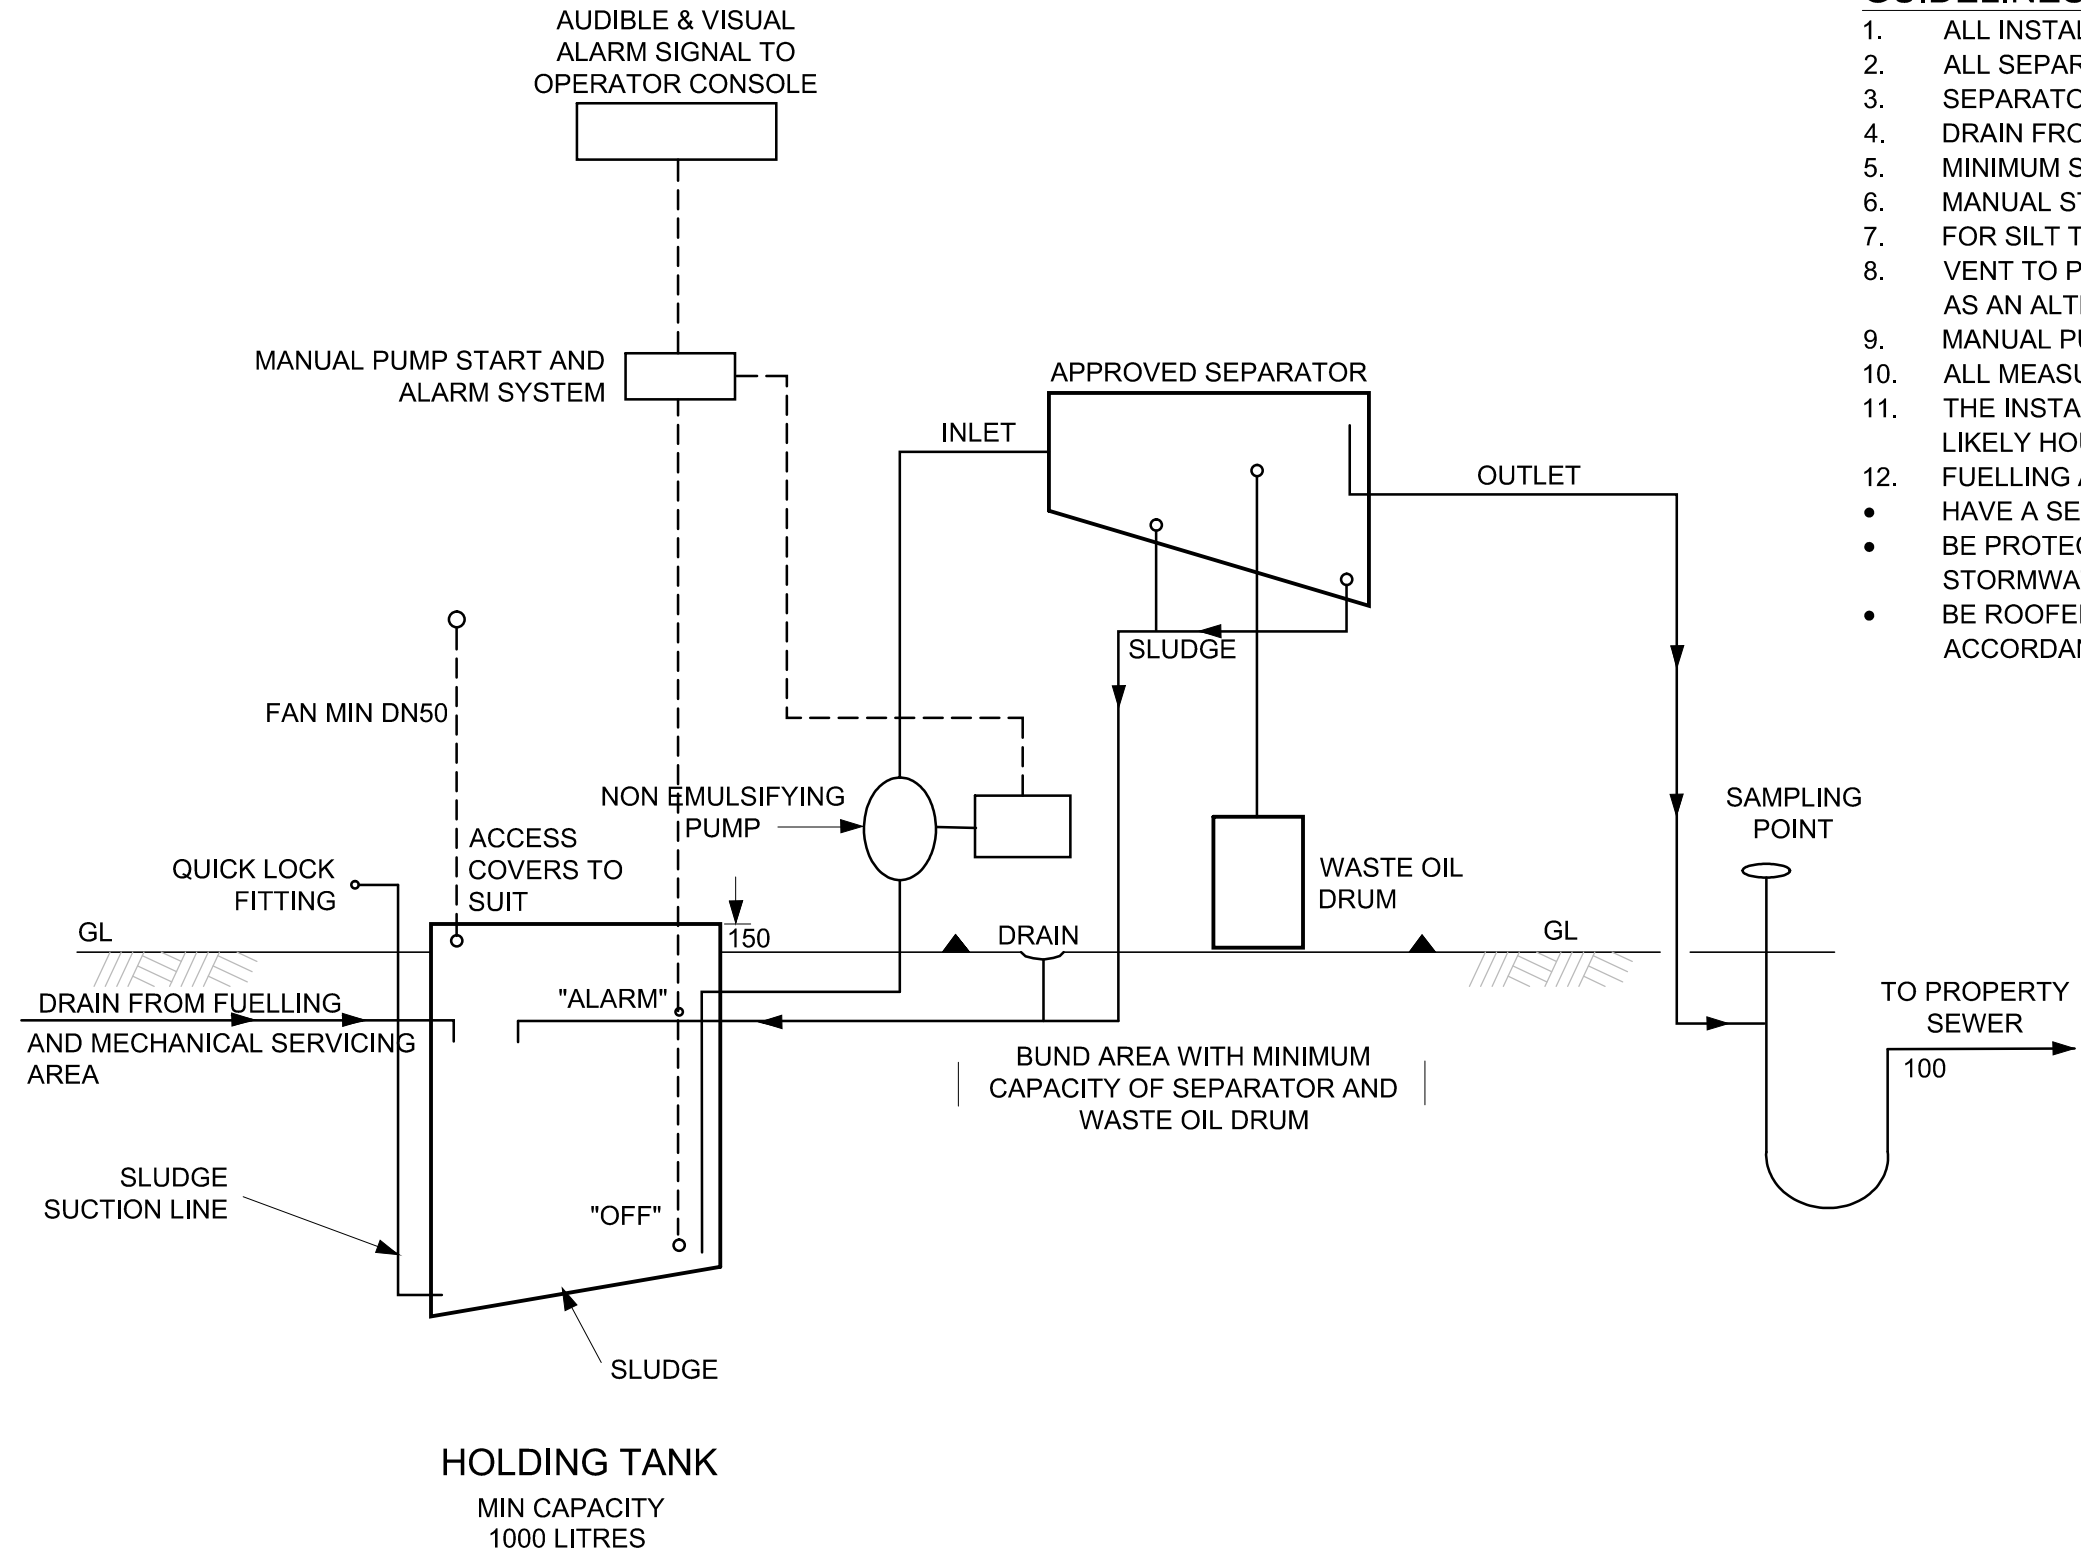 AUDIBLE & VISUAL
ALARM SIGNAL TO
OPERATOR CONSOLE
MANUAL PUMP START AND
ALARM SYSTEM
APPROVED SEPARATOR
INLET
OUTLET
SLUDGE
FAN MIN DN50
NON EMULSIFYING
PUMP
SAMPLING
POINT
ACCESS
COVERS TO
SUIT
QUICK LOCK
FITTING
WASTE OIL
DRUM
GL
150
DRAIN
GL
"ALARM"
DRAIN FROM FUELLING
AND MECHANICAL SERVICING
AREA
TO PROPERTY
SEWER
100
BUND AREA WITH MINIMUM
CAPACITY OF SEPARATOR AND
WASTE OIL DRUM
SLUDGE
SUCTION LINE
"OFF"
SLUDGE
HOLDING TANK
MIN CAPACITY
1000 LITRES
1. ALL INSTAL
2. ALL SEPAR
3. SEPARATO
4. DRAIN FRO
5. MINIMUM S
6. MANUAL ST
7. FOR SILT T
8. VENT TO P
AS AN ALT
9. MANUAL PU
10. ALL MEASU
11. THE INSTA
LIKELY HOU
12. FUELLING A
• HAVE A SE
• BE PROTEC
STORMWA
• BE ROOFE
ACCORDAN